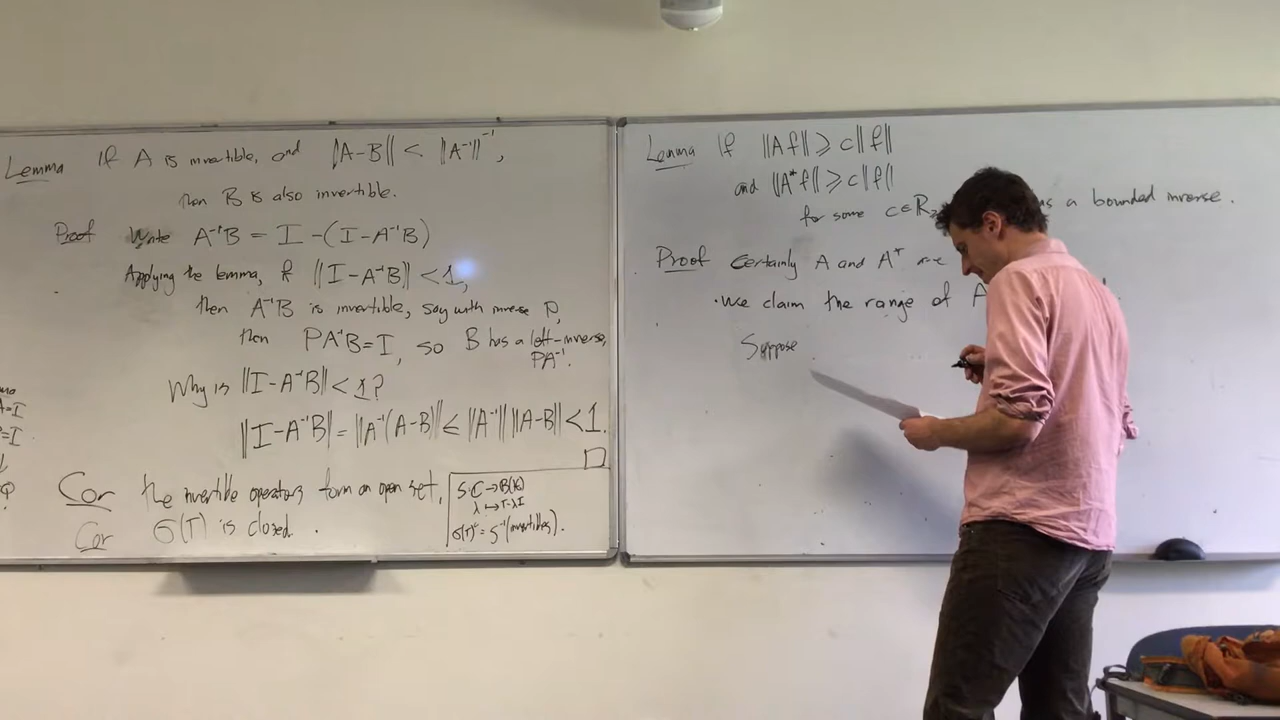 Lemma If A is invertible, and ||A-B|| < ||A⁻¹||⁻¹,
then B is also invertible.
Proof Write A⁻¹B = I - (I - A⁻¹B)
Applying the lemma, if ||I - A⁻¹B|| < 1,
then A⁻¹B is invertible, say with inverse P,
then PA⁻¹B = I, so B has a left-inverse,
PA⁻¹.
Why is ||I - A⁻¹B|| < 1?
||I - A⁻¹B|| = ||A⁻¹(A-B)|| ≤ ||A⁻¹|| ||A-B|| < 1.
□
Cor the invertible operators form an open set.
Cor σ(T) is closed.
S: C → B(H)
λ ↦ T-λI
σ(T)ᶜ = S⁻¹(invertibles).
Lemma If ||Af|| ≥ c||f||
and ||A*f|| ≥ c||f||
for some c∈R as a bounded inverse.
Proof Certainly A and A* are
· We claim the range of A
Suppose